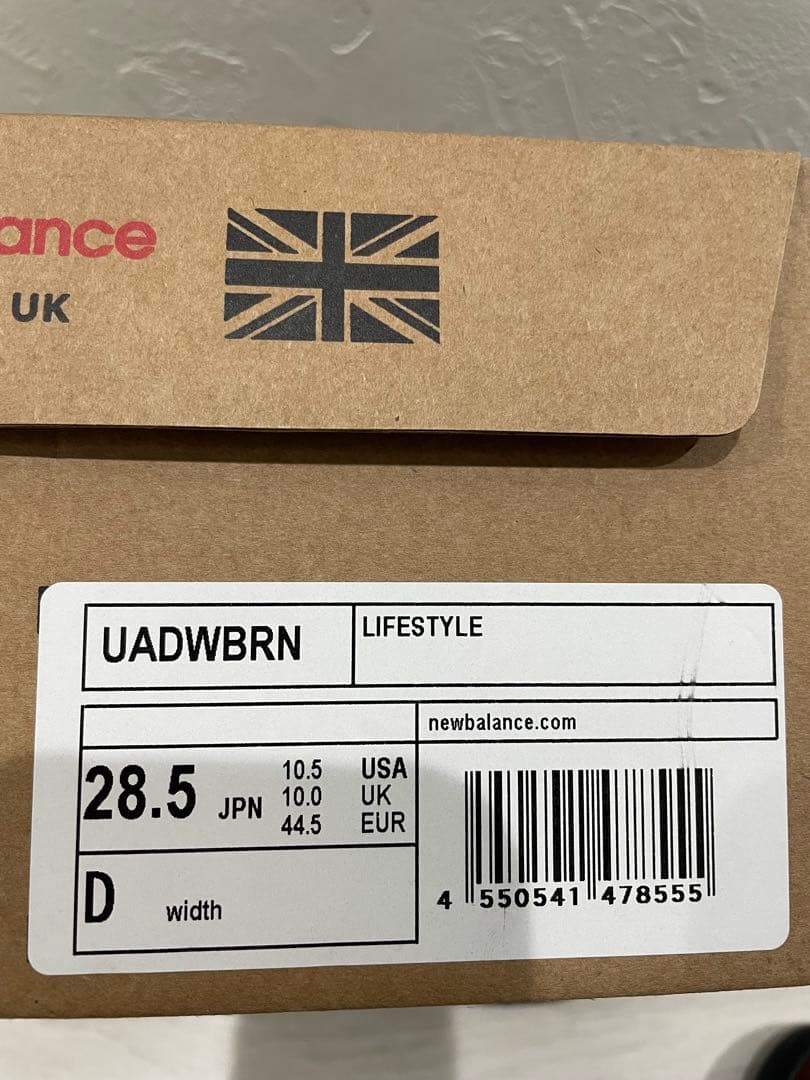 ance
UK
UADWBRN
LIFESTYLE
newbalance.com
28.5 JPN
10.5 USA
10.0 UK
44.5 EUR
D width
4 550541 478555